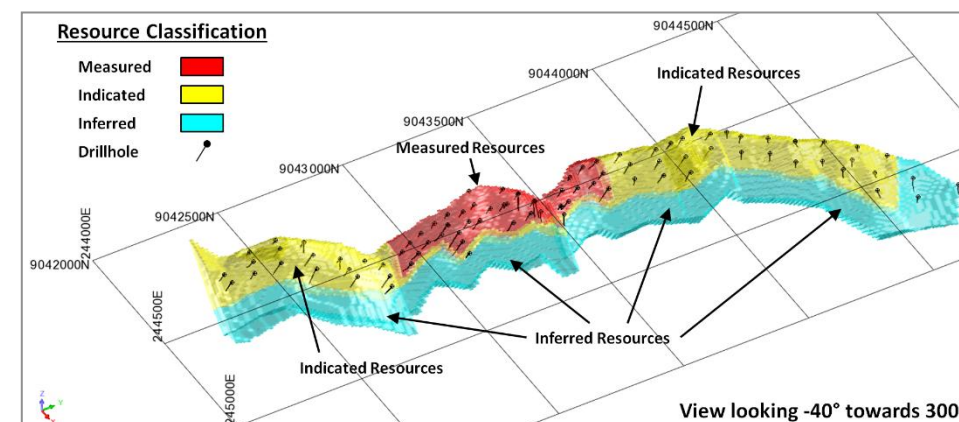 Resource Classification
Measured
Indicated
Inferred
Drillhole
9044500N
9044000N
Indicated Resources
9043500N
Measured Resources
9043000N
9042500N
244000E
9042000N
244500E
Inferred Resources
Indicated Resources
245000E
View looking -40° towards 300
Z
Y